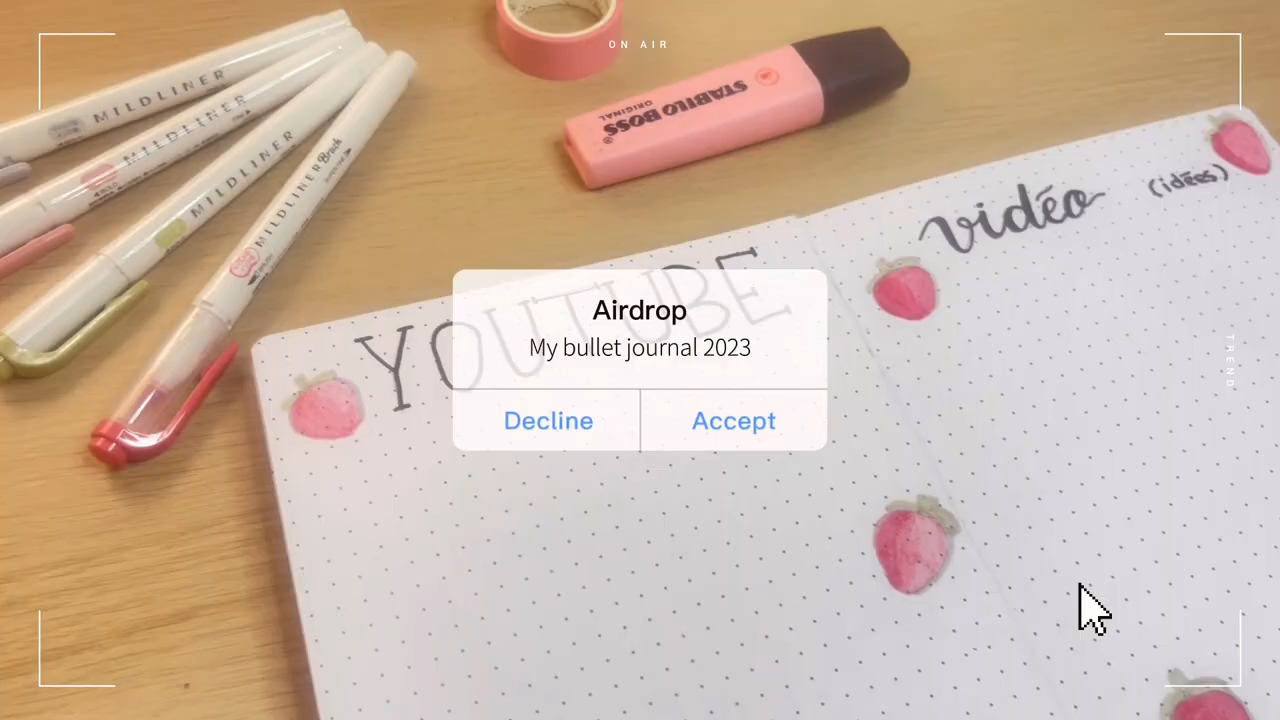 ON AIR
MILDLINER
MILDLINER
MILDLINER
MILDLINER Brush
STABILO BOSS
ORIGINAL
vidéo (idées)
YOUTUBE
Airdrop
My bullet journal 2023
Decline Accept
TREND